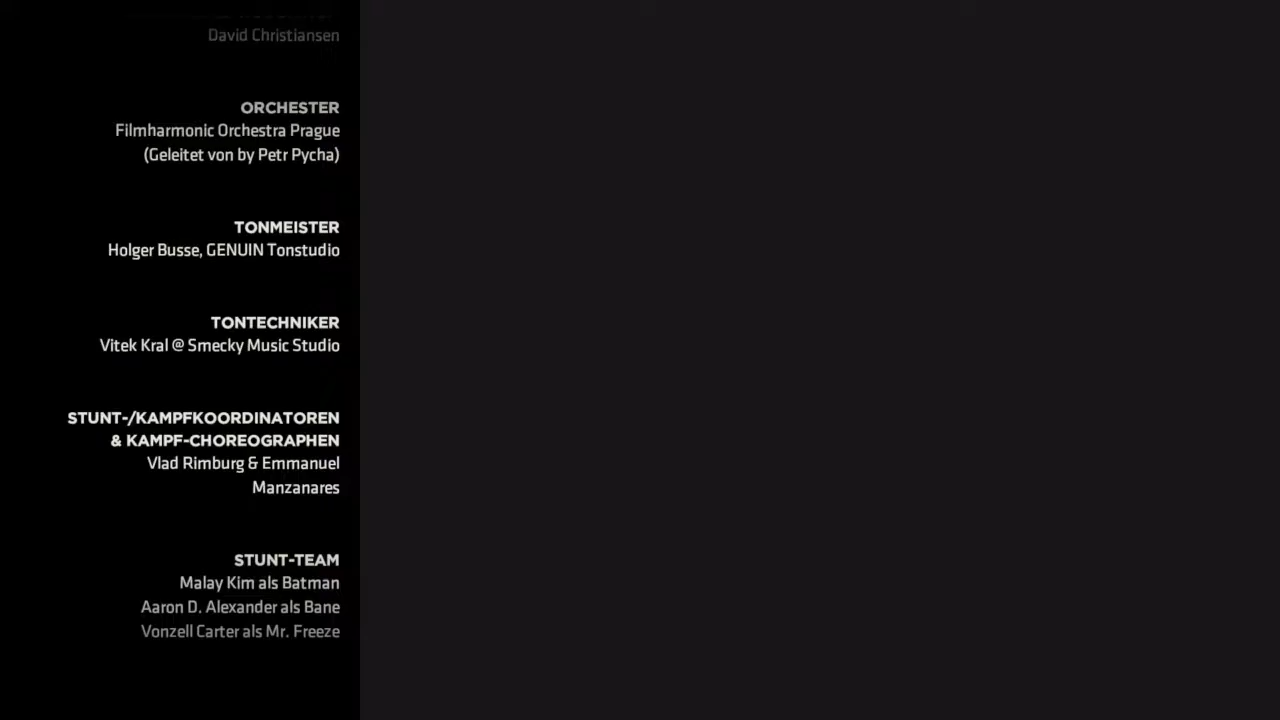 David Christiansen
ORCHESTER
Filmharmonic Orchestra Prague
(Geleitet von by Petr Pycha)
TONMEISTER
Holger Busse, GENUIN Tonstudio
TONTECHNIKER
Vitek Kral @ Smecky Music Studio
STUNT-/KAMPFKOORDINATOREN
& KAMPF-CHOREOGRAPHEN
Vlad Rimburg & Emmanuel
Manzanares
STUNT-TEAM
Malay Kim als Batman
Aaron D. Alexander als Bane
Vonzell Carter als Mr. Freeze